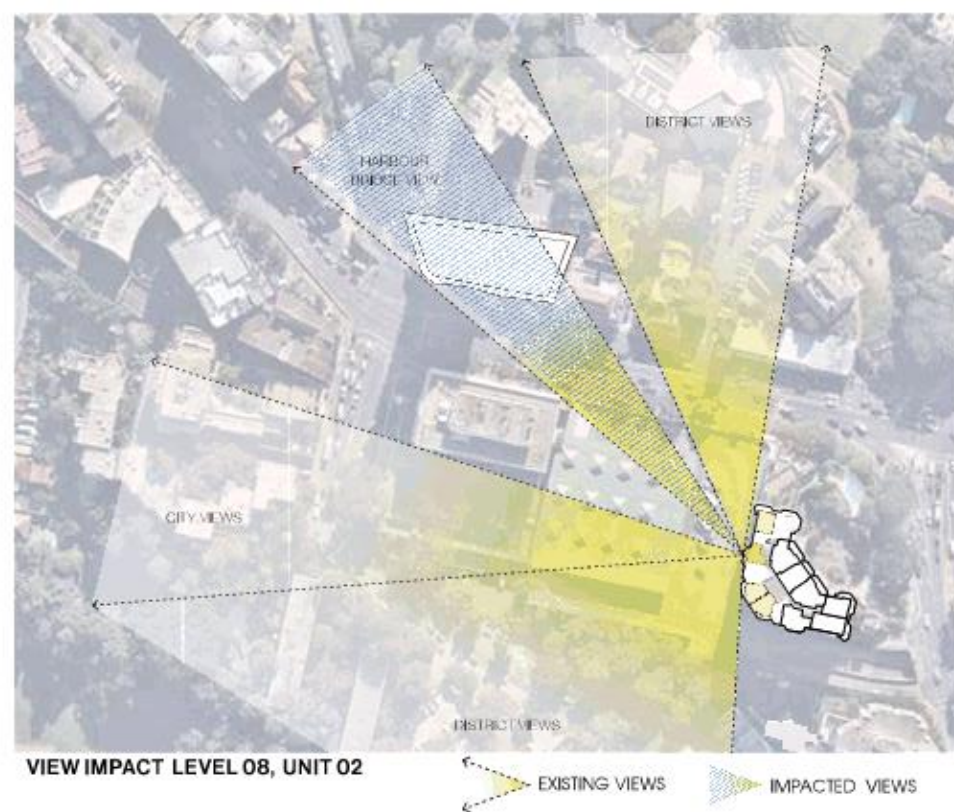 DISTRICT VIEWS
HARBOUR
BRIDGE VIEW
CITY VIEWS
DISTRICT VIEWS
VIEW IMPACT LEVEL 08, UNIT 02
EXISTING VIEWS
IMPACTED VIEWS